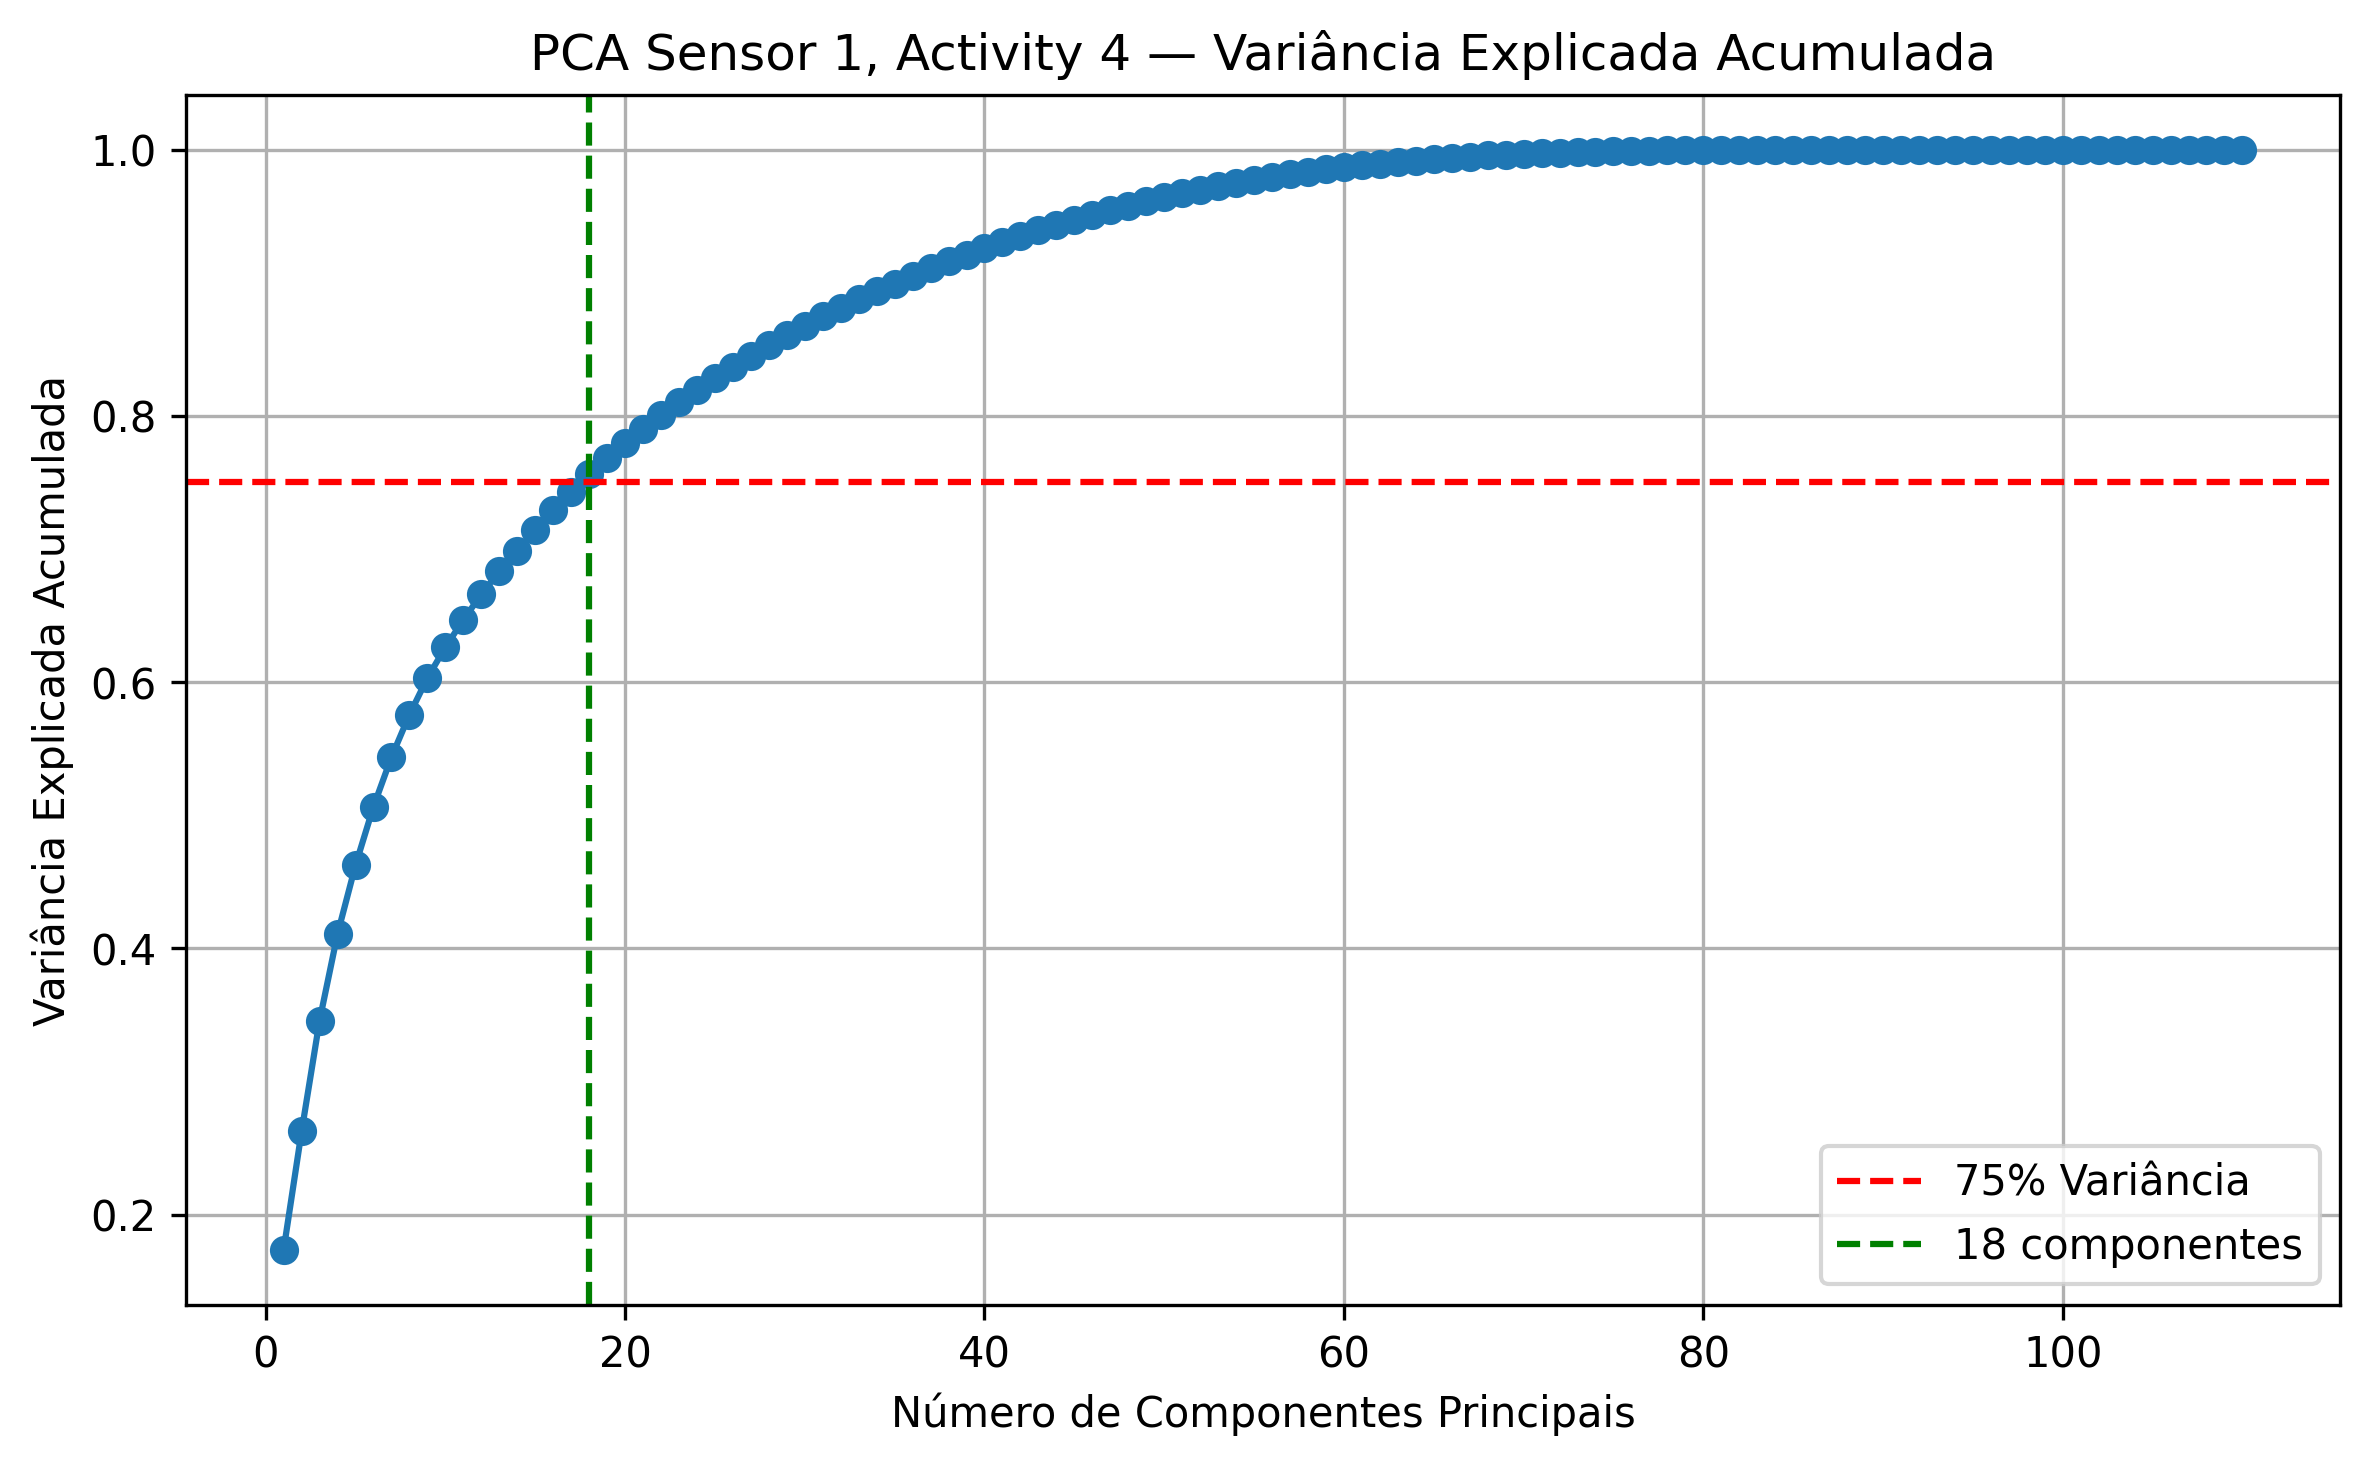 PCA Sensor 1, Activity 4 — Variância Explicada Acumulada
Variância Explicada Acumulada
1.0
0.8
0.6
0.4
0.2
0 20 40 60 80 100
Número de Componentes Principais
75% Variância
18 componentes